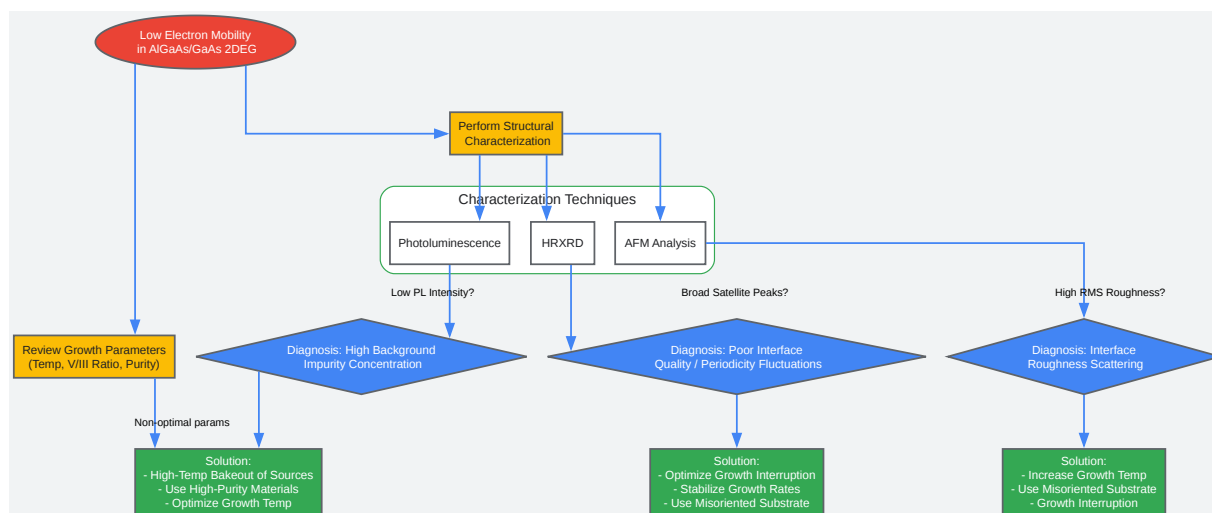 Low Electron Mobility
in AlGaAs/GaAs 2DEG
Perform Structural
Characterization
Characterization Techniques
Photoluminescence
HRXRD
AFM Analysis
Low PL Intensity?
Broad Satellite Peaks?
High RMS Roughness?
Review Growth Parameters
(Temp, V/III Ratio, Purity)
Diagnosis: High Background
Impurity Concentration
Diagnosis: Poor Interface
Quality / Periodicity Fluctuations
Diagnosis: Interface
Roughness Scattering
Non-optimal params
Solution:
- High-Temp Bakeout of Sources
- Use High-Purity Materials
- Optimize Growth Temp
Solution:
- Optimize Growth Interruption
- Stabilize Growth Rates
- Use Misoriented Substrate
Solution:
- Increase Growth Temp
- Use Misoriented Substrate
- Growth Interruption